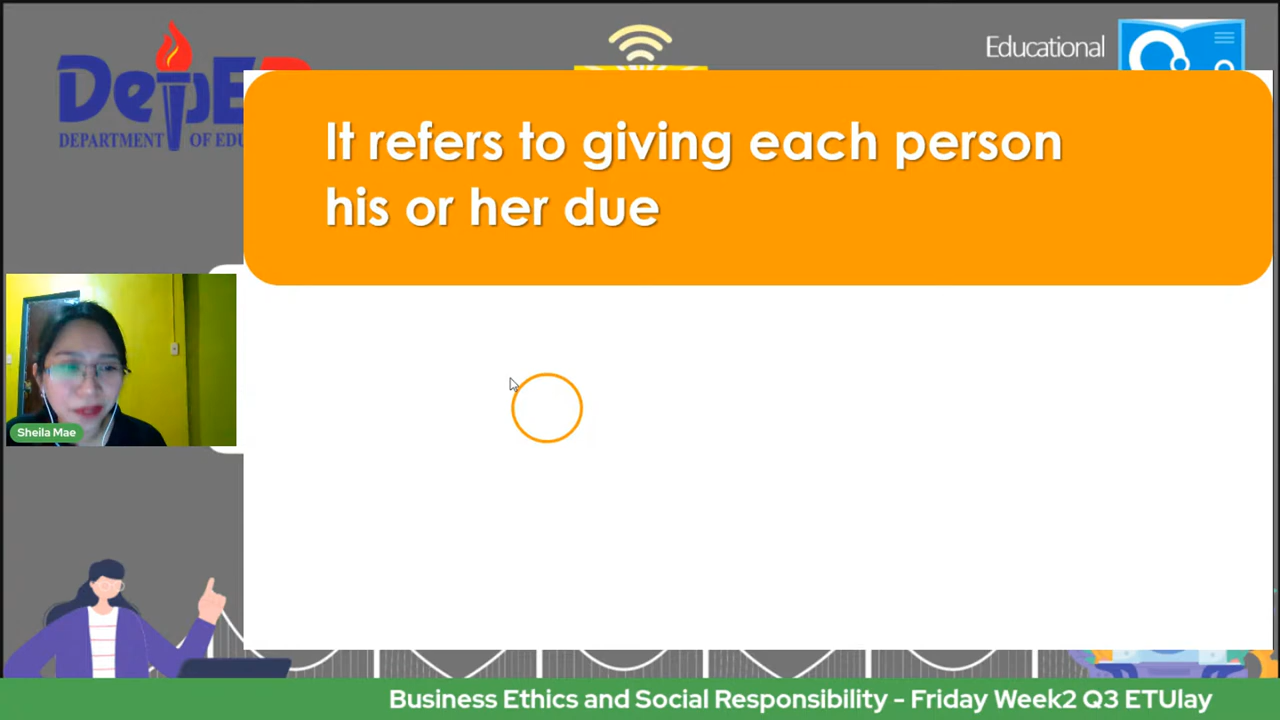 DepE
DEPARTMENT OF EDU
Educational
It refers to giving each person
his or her due
Sheila Mae
Business Ethics and Social Responsibility - Friday Week2 Q3 ETUlay